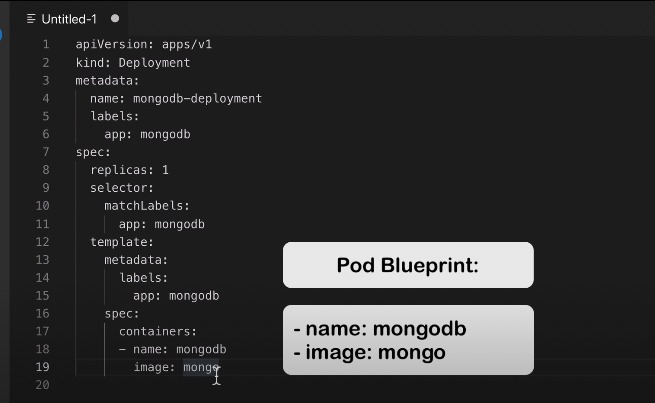 Untitled-1
1 apiVersion: apps/v1
2 kind: Deployment
3 metadata:
4   name: mongodb-deployment
5   labels:
6     app: mongodb
7 spec:
8   replicas: 1
9   selector:
10     matchLabels:
11       app: mongodb
12   template:
13     metadata:
14       labels:
15         app: mongodb
16     spec:
17       containers:
18       - name: mongodb
19         image: mongo
20
Pod Blueprint:
- name: mongodb
- image: mongo